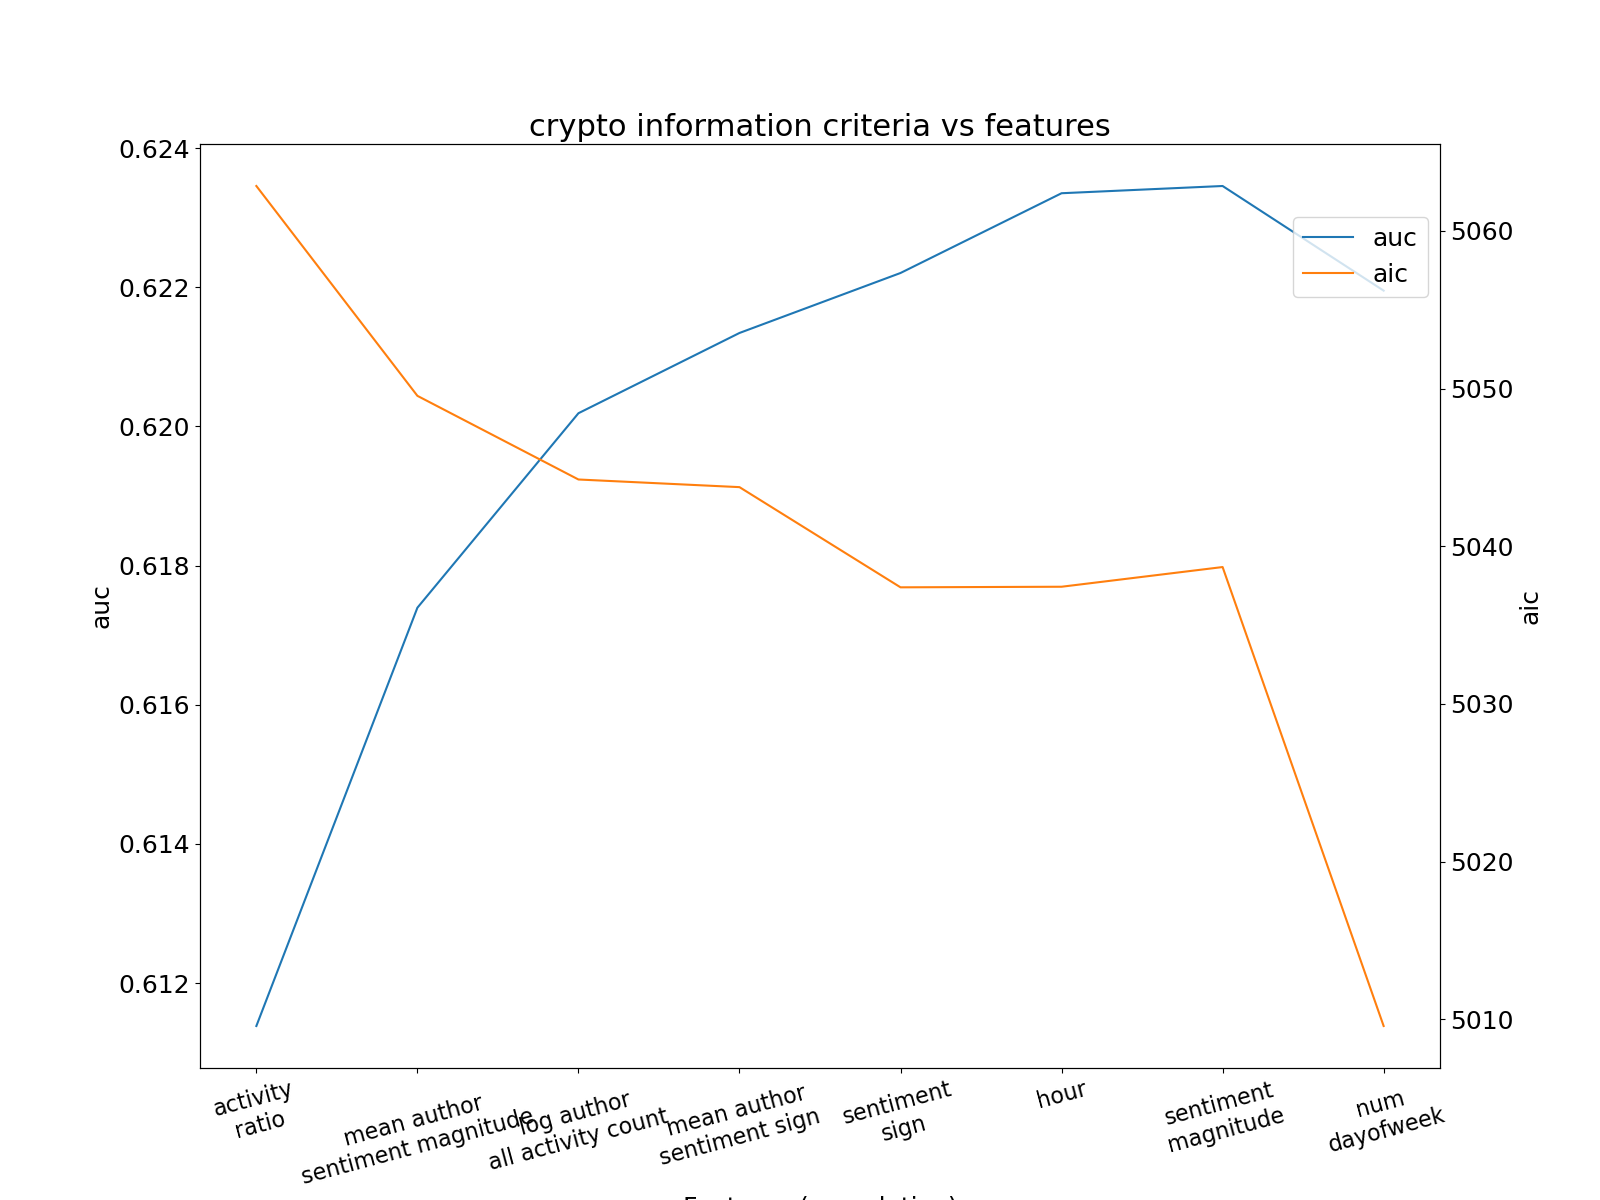 crypto information criteria vs features
0.624
0.622
0.620
0.618
0.616
0.614
0.612
auc
5060
5050
5040
5030
5020
5010
aic
auc
aic
activity
ratio
mean author
sentiment magnitude
log author
all activity count
mean author
sentiment sign
sentiment
sign
hour
sentiment
magnitude
num
dayofweek